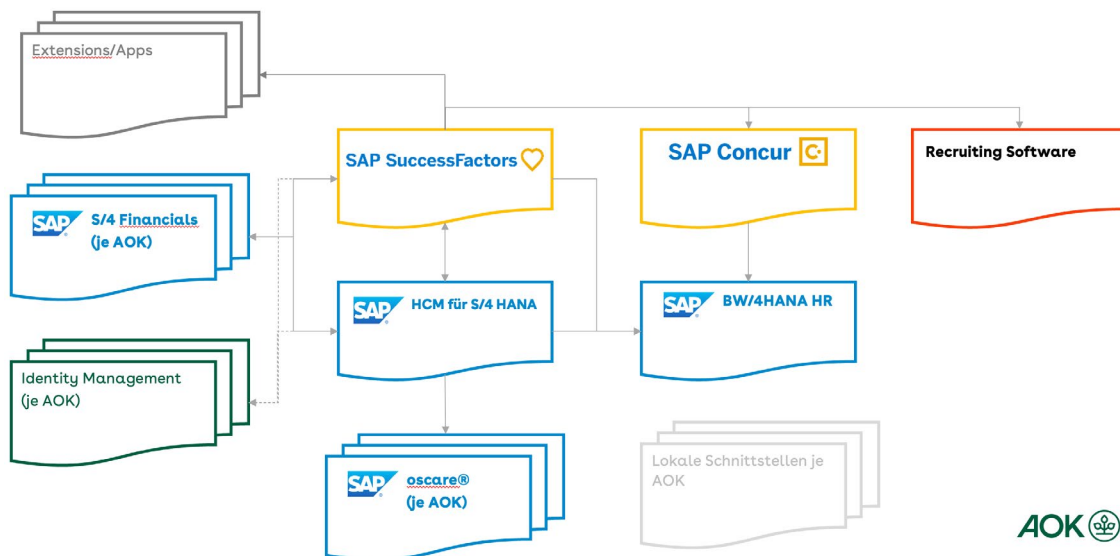 Extensions/Apps
SAP SuccessFactors
SAP Concur
Recruiting Software
SAP
S/4 Financials
(je AOK)
SAP
HCM für S/4 HANA
SAP
BW/4HANA HR
Identity Management
(je AOK)
SAP
oscare®
(je AOK)
Lokale Schnittstellen je
AOK
AOK